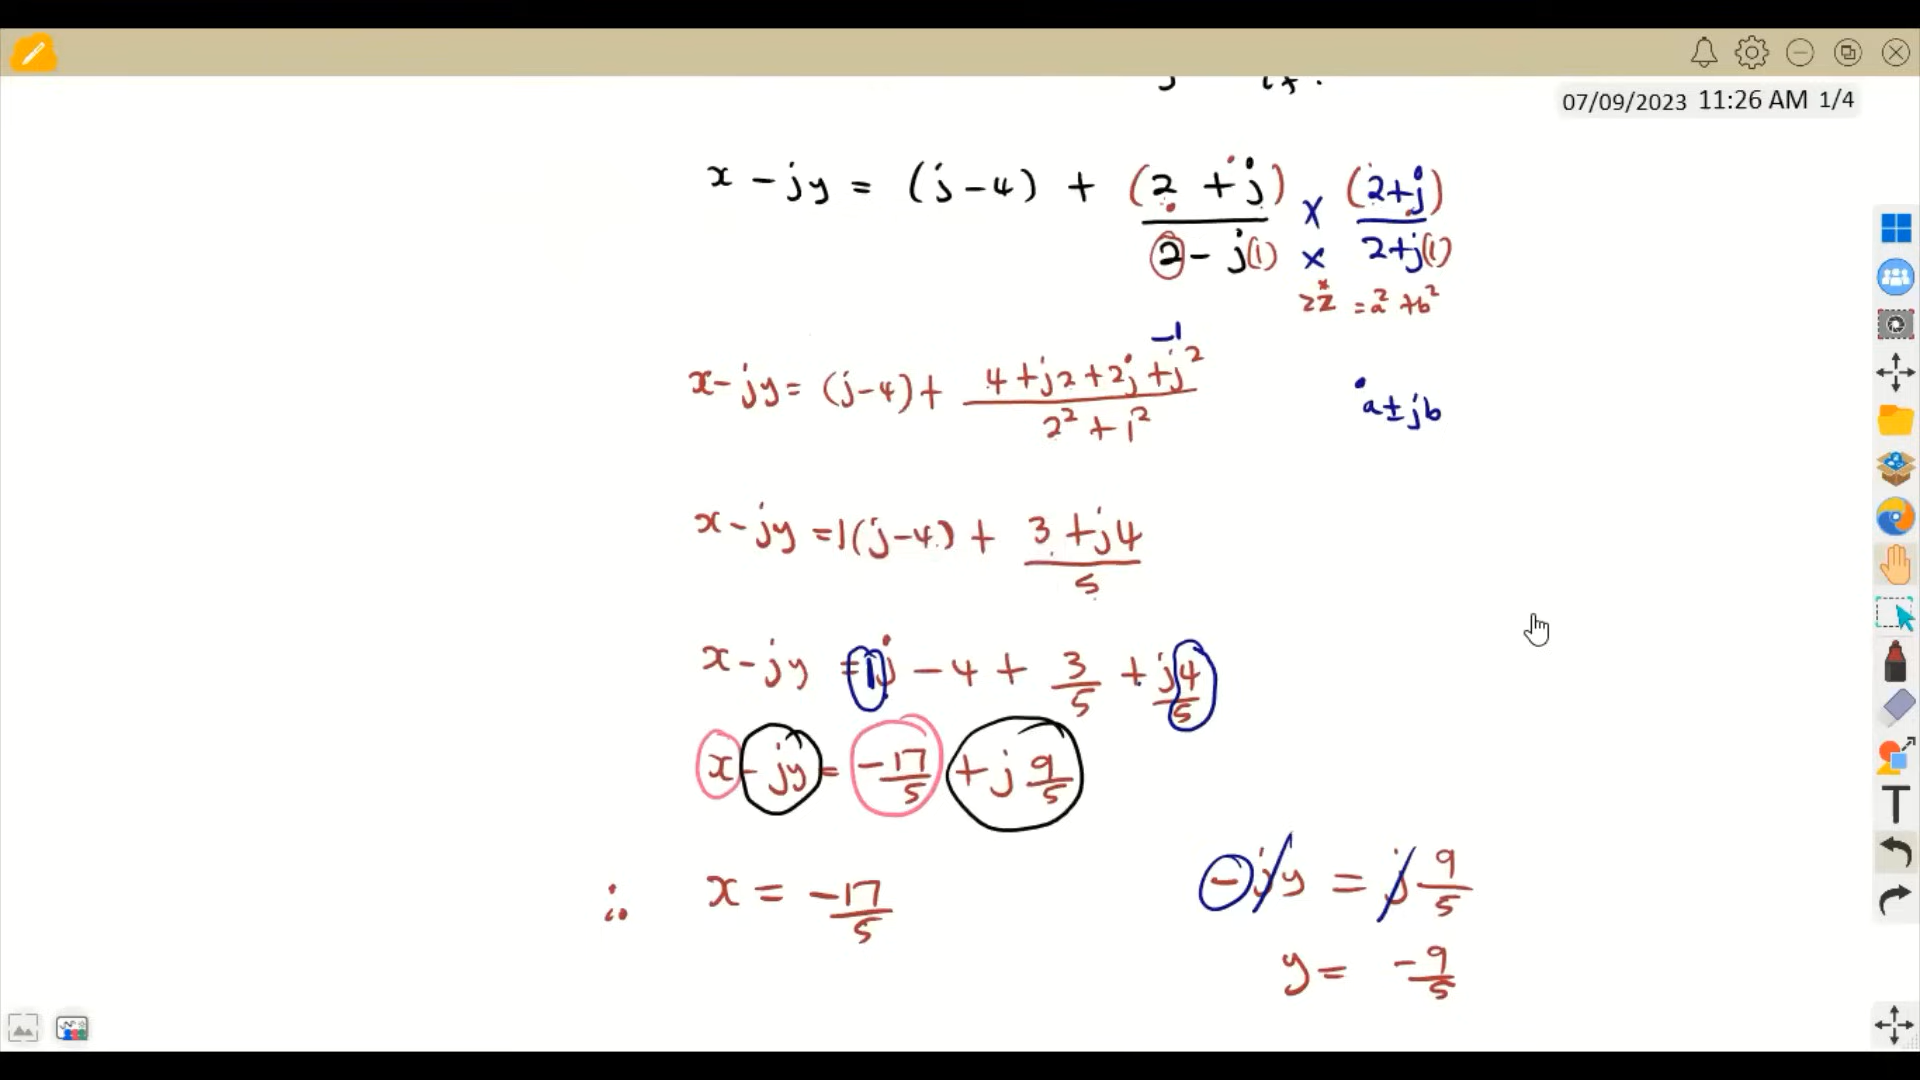 07/09/2023 11:26 AM 1/4
x - jy = (j-4) + (2 + j)/(2 - j(1)) × (2+j)/(2+j(1))
zz* = a² + b²
-1
x - jy = (j-4) + (4 + j2 + 2j + j²)/(2² + 1²)
a ± jb
x - jy = 1(j-4) + (3 + j4)/5
x - jy = 1j - 4 + 3/5 + j4/5
x - jy = -17/5 + j 9/5
∴ x = -17/5
-jy = j 9/5
y = -9/5
T